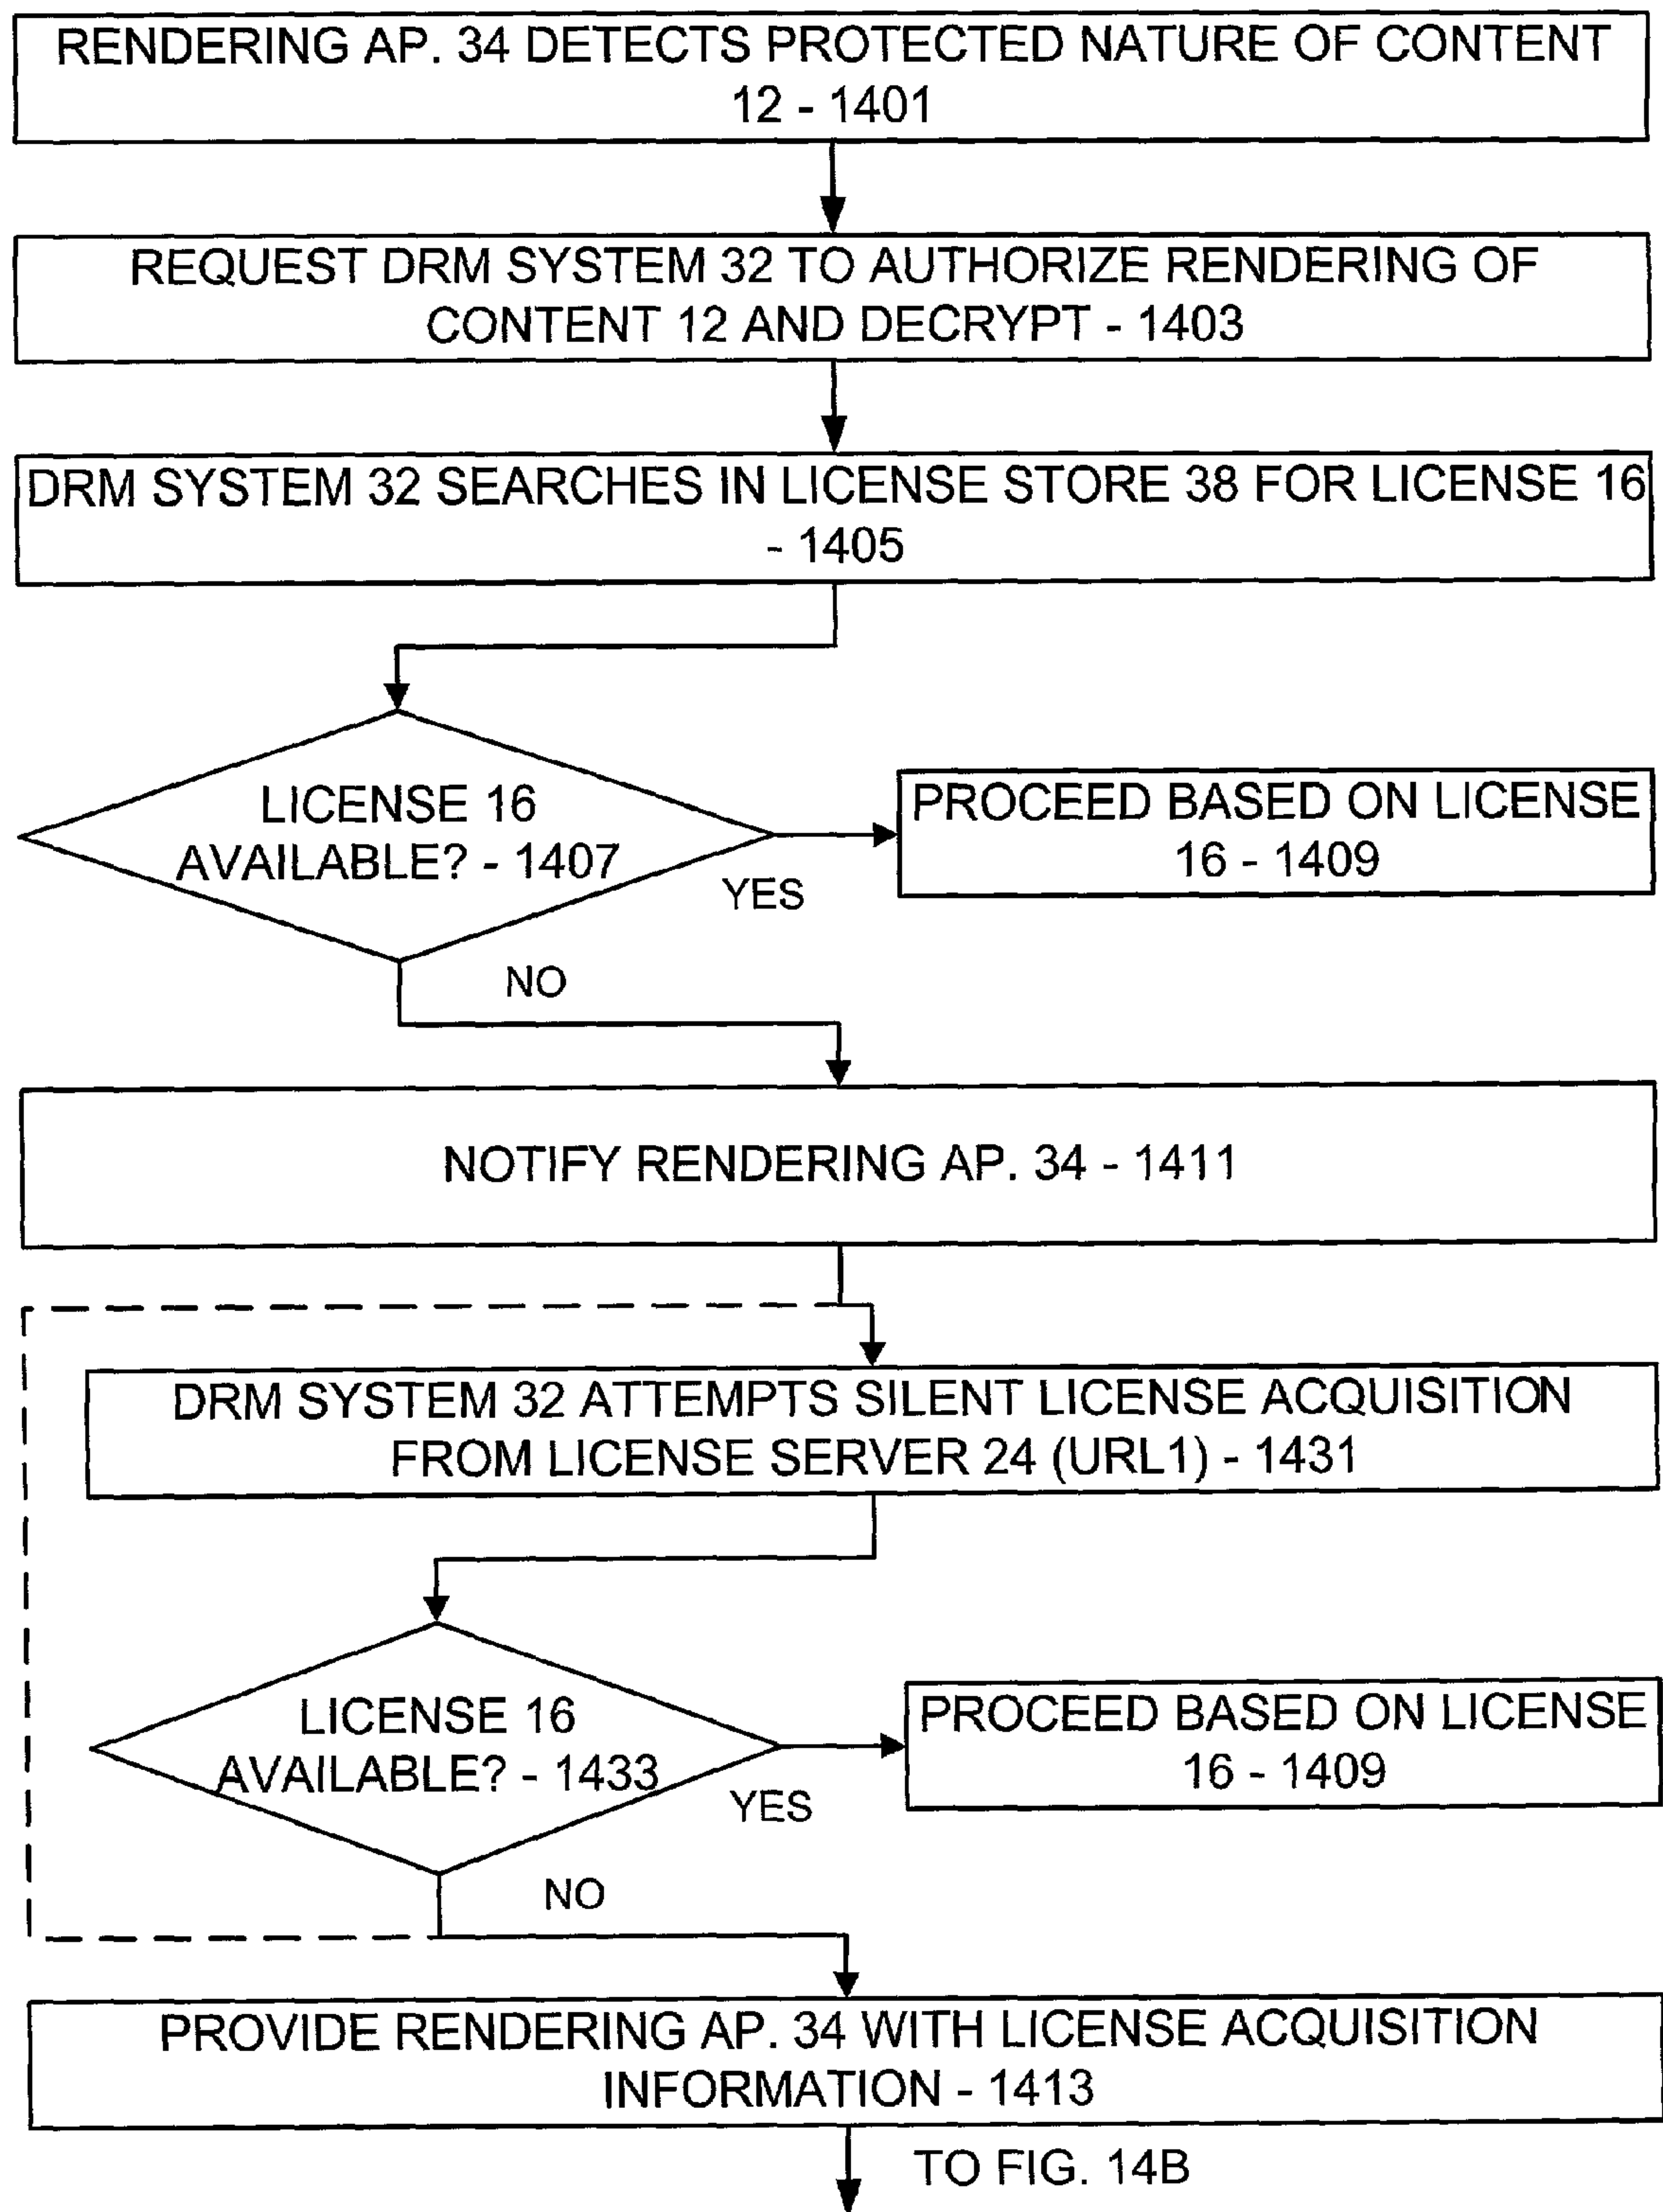 RENDERING AP. 34 DETECTS PROTECTED NATURE OF CONTENT
12 - 1401
REQUEST DRM SYSTEM 32 TO AUTHORIZE RENDERING OF
CONTENT 12 AND DECRYPT - 1403
DRM SYSTEM 32 SEARCHES IN LICENSE STORE 38 FOR LICENSE 16
- 1405
LICENSE 16
AVAILABLE? - 1407
YES
PROCEED BASED ON LICENSE
16 - 1409
NO
NOTIFY RENDERING AP. 34 - 1411
DRM SYSTEM 32 ATTEMPTS SILENT LICENSE ACQUISITION
FROM LICENSE SERVER 24 (URL1) - 1431
LICENSE 16
AVAILABLE? - 1433
YES
PROCEED BASED ON LICENSE
16 - 1409
NO
PROVIDE RENDERING AP. 34 WITH LICENSE ACQUISITION
INFORMATION - 1413
TO FIG. 14B